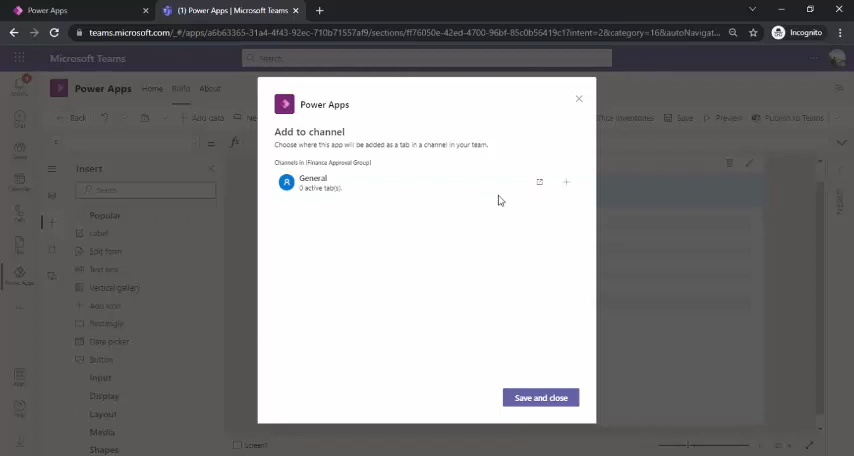 Power Apps
(1) Power Apps | Microsoft Teams
teams.microsoft.com/_#/apps/a6b63365-31a4-4f43-92ec-710b71557af9/sections/ff76050e-42ed-4700-96bf-85c0b56419c1?intent=2&category=16&autoNavigat...
Incognito
Microsoft Teams
Search
Power Apps
Home
Build
About
Back
Add data
Office Inventories
Save
Preview
Publish to Teams
fx
Insert
Search
Popular
Label
Edit form
Text box
Vertical gallery
Add icon
Rectangle
Date picker
Button
Input
Display
Layout
Media
Shapes
Power Apps
Add to channel
Choose where this app will be added as a tab in a channel in your team.
Channels in [Finance Approval Group]
General
0 active tab(s).
Save and close
Screen1